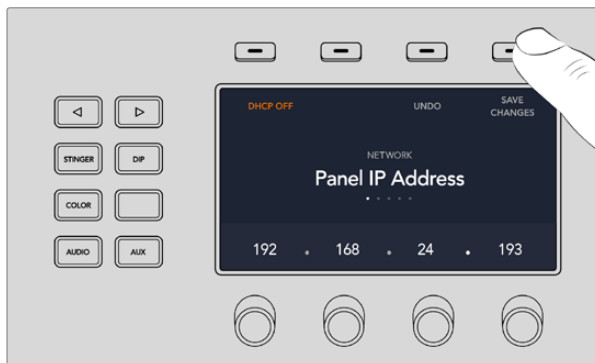 DHCP OFF
UNDO
SAVE
CHANGES
NETWORK
Panel IP Address
192 . 168 . 24 . 193
STINGER
DIP
COLOR
AUDIO
AUX